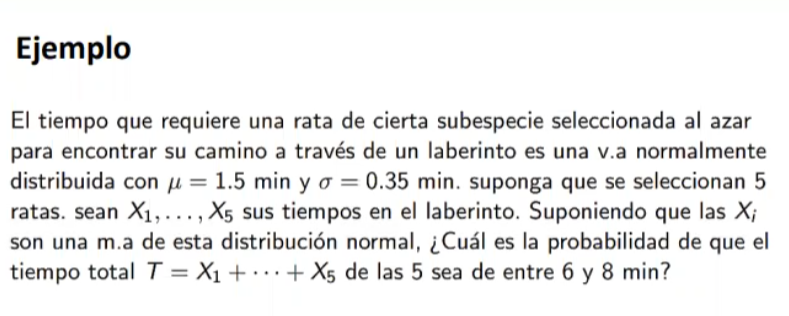 Ejemplo
El tiempo que requiere una rata de cierta subespecie seleccionada al azar
para encontrar su camino a través de un laberinto es una v.a normalmente
distribuida con μ = 1.5 min y σ = 0.35 min. suponga que se seleccionan 5
ratas. sean X₁, . . . , X₅ sus tiempos en el laberinto. Suponiendo que las Xᵢ
son una m.a de esta distribución normal, ¿Cuál es la probabilidad de que el
tiempo total T = X₁ + · · · + X₅ de las 5 sea de entre 6 y 8 min?